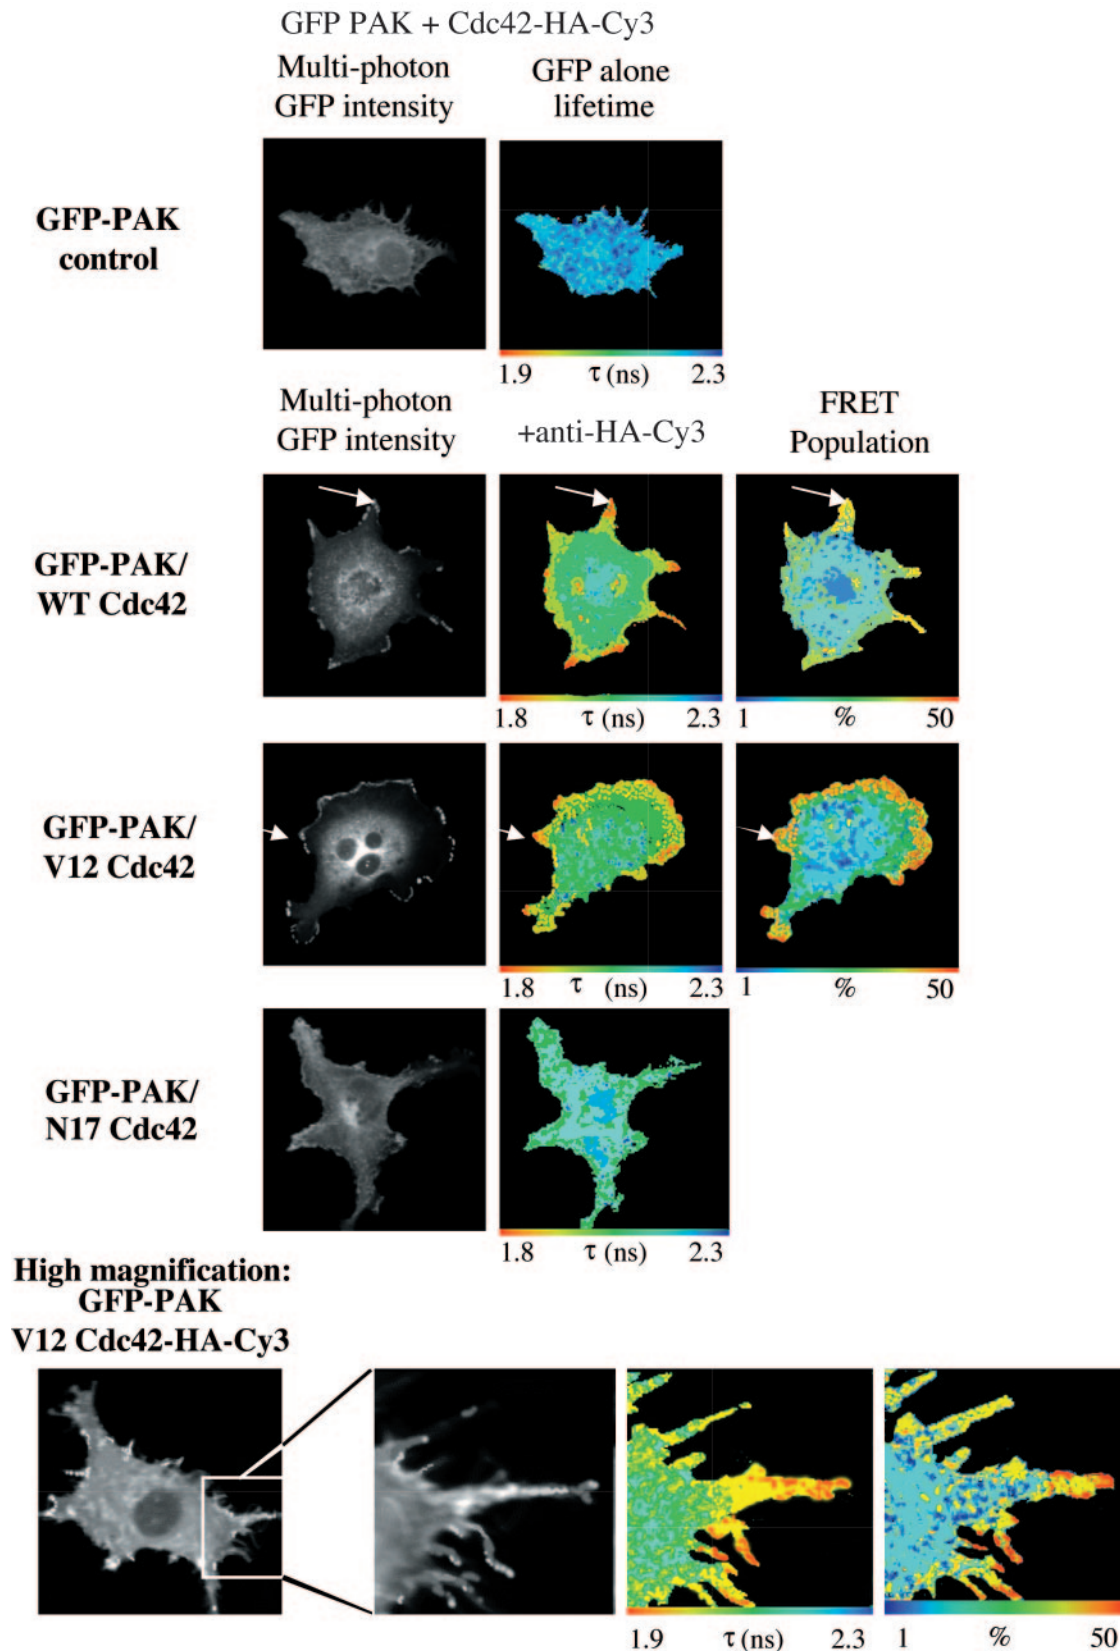 GFP PAK + Cdc42-HA-Cy3
Multi-photon
GFP intensity
GFP alone
lifetime
GFP-PAK
control
1.9 τ (ns) 2.3
Multi-photon
GFP intensity
+anti-HA-Cy3
FRET
Population
GFP-PAK/
WT Cdc42
1.8 τ (ns) 2.3
1 % 50
GFP-PAK/
V12 Cdc42
1.8 τ (ns) 2.3
1 % 50
GFP-PAK/
N17 Cdc42
1.8 τ (ns) 2.3
High magnification:
GFP-PAK
V12 Cdc42-HA-Cy3
1.9 τ (ns) 2.3
1 % 50